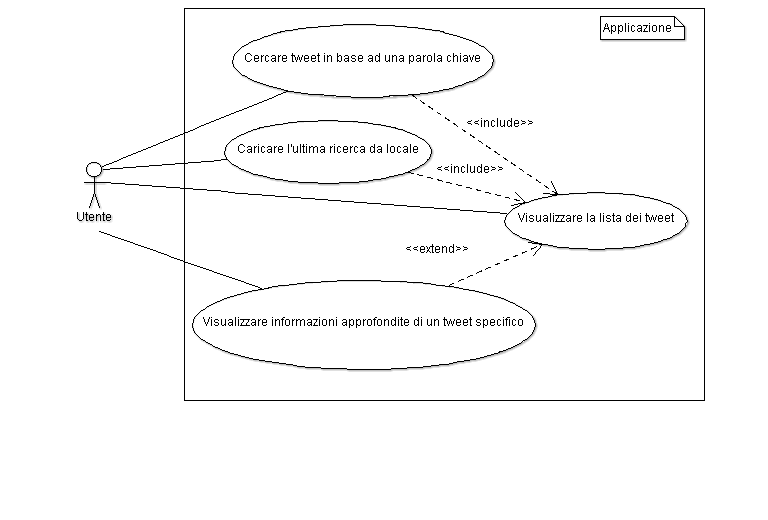 Applicazione
Cercare tweet in base ad una parola chiave
<<include>>
Caricare l'ultima ricerca da locale
<<include>>
Utente
Visualizzare la lista dei tweet
<<extend>>
Visualizzare informazioni approfondite di un tweet specifico